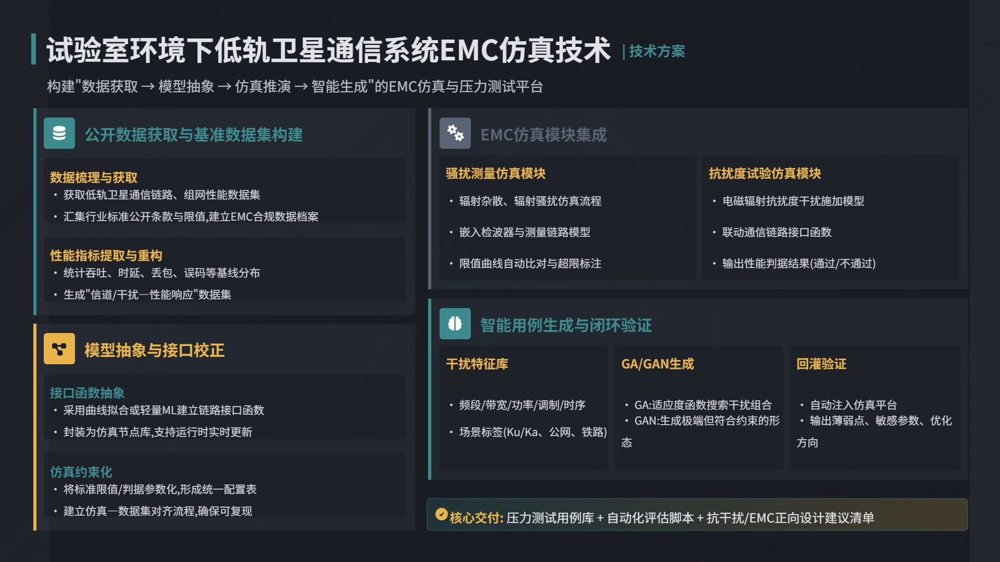 试验室环境下低轨卫星通信系统EMC仿真技术 | 技术方案
构建"数据获取 → 模型抽象 → 仿真推演 → 智能生成"的EMC仿真与压力测试平台
公开数据获取与基准数据集构建
数据梳理与获取
• 获取低轨卫星通信链路、组网性能数据集
• 汇集行业标准公开条款与限值,建立EMC合规数据档案
性能指标提取与重构
• 统计吞吐、时延、丢包、误码等基线分布
• 生成"信道/干扰—性能响应"数据集
模型抽象与接口校正
接口函数抽象
• 采用曲线拟合或轻量ML建立链路接口函数
• 封装为仿真节点库,支持运行时实时更新
仿真约束化
• 将标准限值/判据参数化,形成统一配置表
• 建立仿真—数据集对齐流程,确保可复现
EMC仿真模块集成
骚扰测量仿真模块
• 辐射杂散、辐射骚扰仿真流程
• 嵌入检波器与测量链路模型
• 限值曲线自动比对与超限标注
抗扰度试验仿真模块
• 电磁辐射抗扰度干扰施加模型
• 联动通信链路接口函数
• 输出性能判据结果(通过/不通过)
智能用例生成与闭环验证
干扰特征库
• 频段/带宽/功率/调制/时序
• 场景标签(Ku/Ka、公网、铁路)
GA/GAN生成
• GA:适应度函数搜索干扰组合
• GAN:生成极端但符合约束的形
态
回灌验证
• 自动注入仿真平台
• 输出薄弱点、敏感参数、优化
方向
核心交付: 压力测试用例库 + 自动化评估脚本 + 抗干扰/EMC正向设计建议清单